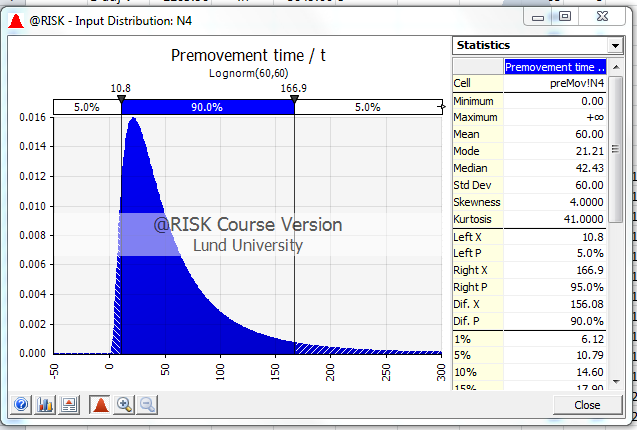 @RISK - Input Distribution: N4
Premovement time / t
Lognorm(60,60)
10.8 166.9
5.0% 90.0% 5.0%
0.016
0.014
0.012
0.010
0.008
0.006
0.004
0.002
0.000
-50 0 50 100 150 200 250 300
@RISK Course Version
Lund University
Statistics
Premovement time ..
Cell preMov!N4
Minimum 0.00
Maximum +∞
Mean 60.00
Mode 21.21
Median 42.43
Std Dev 60.00
Skewness 4.0000
Kurtosis 41.0000
Left X 10.8
Left P 5.0%
Right X 166.9
Right P 95.0%
Dif. X 156.08
Dif. P 90.0%
1% 6.12
5% 10.79
10% 14.60
15% 17.90
Close